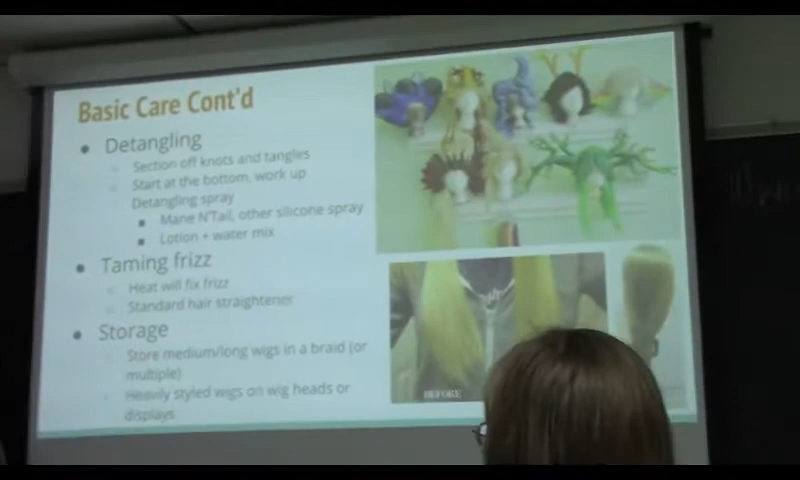 Basic Care Cont'd
Detangling
Section off knots and tangles
Start at the bottom, work up
Detangling spray
Mane N'Tail, other silicone spray
Lotion + water mix
Taming frizz
Heat will fix frizz
Standard hair straightener
Storage
Store medium/long wigs in a braid (or
multiple)
Heavily styled wigs on wig heads or
displays
BEFORE